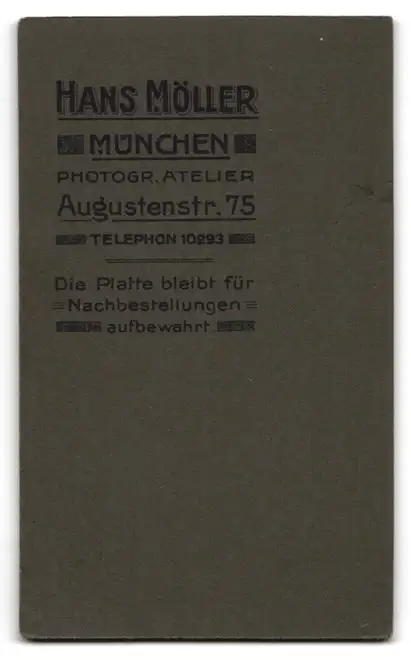 HANS MÖLLER
MÜNCHEN
PHOTOGR. ATELIER
Augustenstr. 75
TELEPHON 10293
Die Platte bleibt für
Nachbestellungen
aufbewahrt